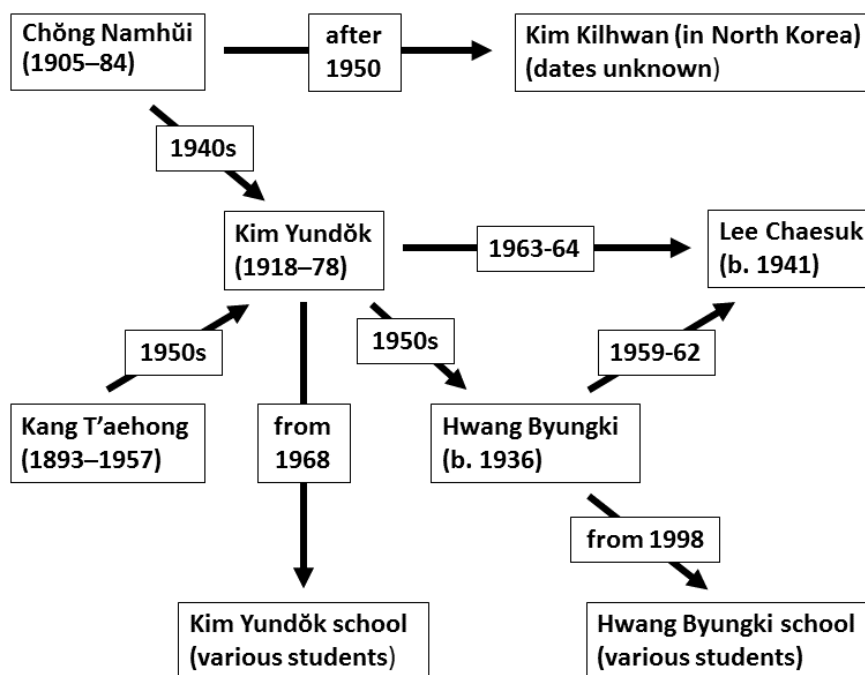 Chŏng Namhŭi
(1905–84)
after
1950
Kim Kilhwan (in North Korea)
(dates unknown)
1940s
Kim Yundŏk
(1918–78)
1963-64
Lee Chaesuk
(b. 1941)
1950s
1950s
1959-62
Kang T’aehong
(1893–1957)
from
1968
Hwang Byungki
(b. 1936)
from 1998
Kim Yundŏk school
(various students)
Hwang Byungki school
(various students)